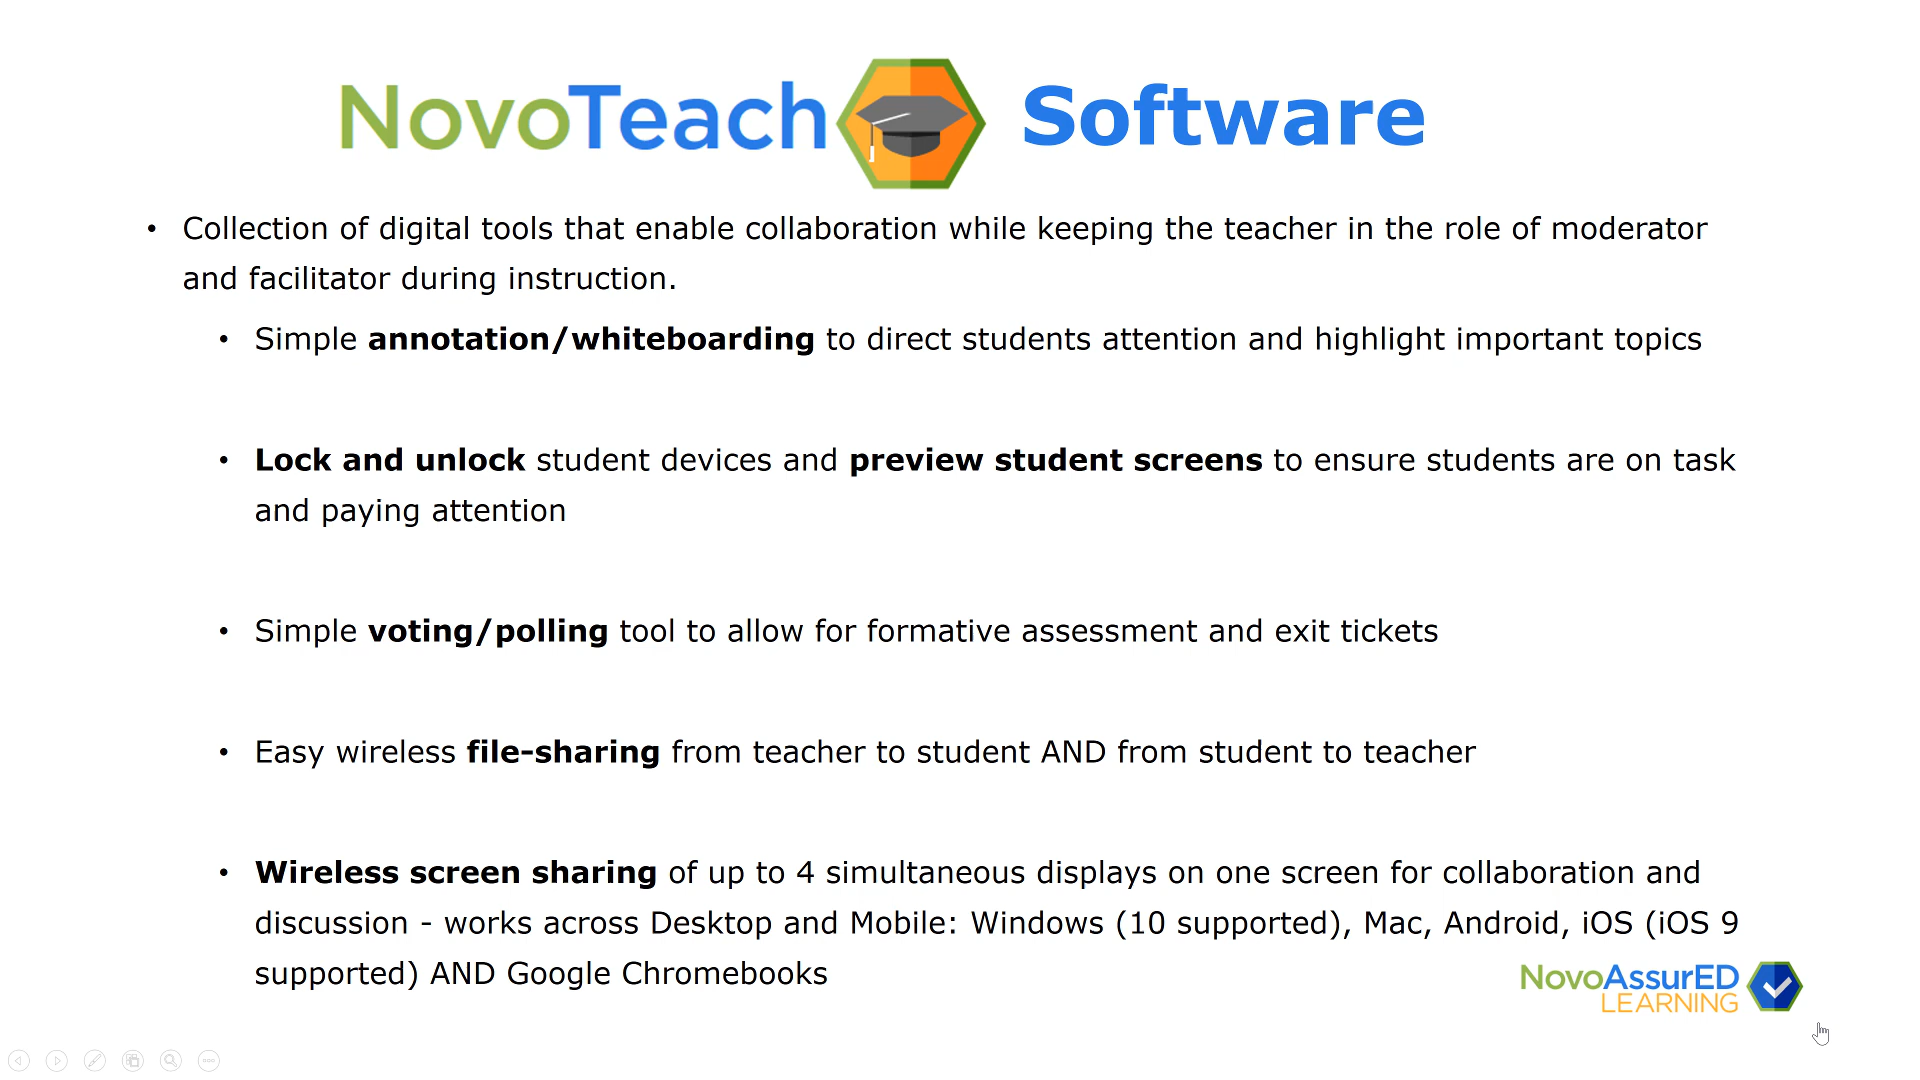 NovoTeach Software
• Collection of digital tools that enable collaboration while keeping the teacher in the role of moderator
and facilitator during instruction.
• Simple annotation/whiteboarding to direct students attention and highlight important topics
• Lock and unlock student devices and preview student screens to ensure students are on task
and paying attention
• Simple voting/polling tool to allow for formative assessment and exit tickets
• Easy wireless file-sharing from teacher to student AND from student to teacher
• Wireless screen sharing of up to 4 simultaneous displays on one screen for collaboration and
discussion - works across Desktop and Mobile: Windows (10 supported), Mac, Android, iOS (iOS 9
supported) AND Google Chromebooks
NovoAssurED
LEARNING